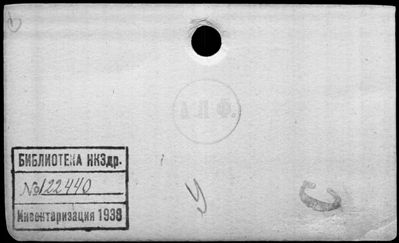 БИБЛИОТЕКА НКЗдр.
№122440
Инвентаризация 1938
У
С